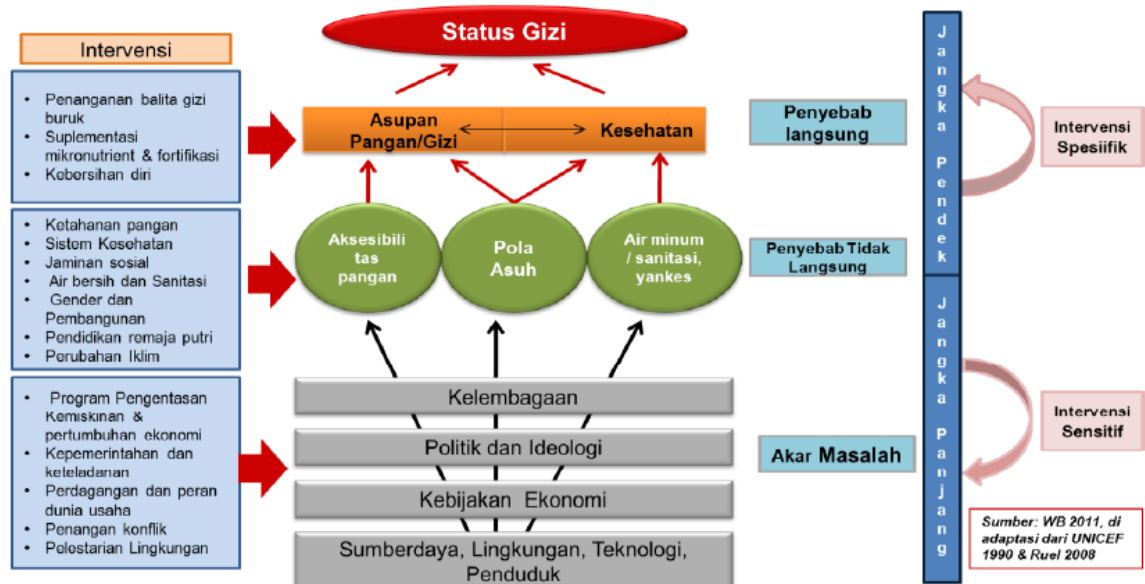 Status Gizi
Intervensi
• Penanganan balita gizi
buruk
• Suplementasi
mikronutrient & fortifikasi
• Kebersihan diri
Asupan
Pangan/Gizi
Kesehatan
Penyebab
langsung
Intervensi
Spesiifik
• Ketahanan pangan
• Sistem Kesehatan
• Jaminan sosial
• Air bersih dan Sanitasi
• Gender dan
Pembangunan
• Pendidikan remaja putri
• Perubahan Iklim
Aksesibili
tas
pangan
Pola
Asuh
Air minum
/ sanitasi,
yankes
Penyebab Tidak
Langsung
Jangka Pendek
• Program Pengentasan
Kemiskinan &
pertumbuhan ekonomi
• Kepemerintahan dan
keteladanan
• Perdagangan dan peran
dunia usaha
• Penangan konflik
• Pelestarian Lingkungan
Kelembagaan
Politik dan Ideologi
Kebijakan Ekonomi
Sumberdaya, Lingkungan, Teknologi,
Penduduk
Akar Masalah
Jangka Panjang
Intervensi
Sensitif
Sumber: WB 2011, di
adaptasi dari UNICEF
1990 & Ruel 2008